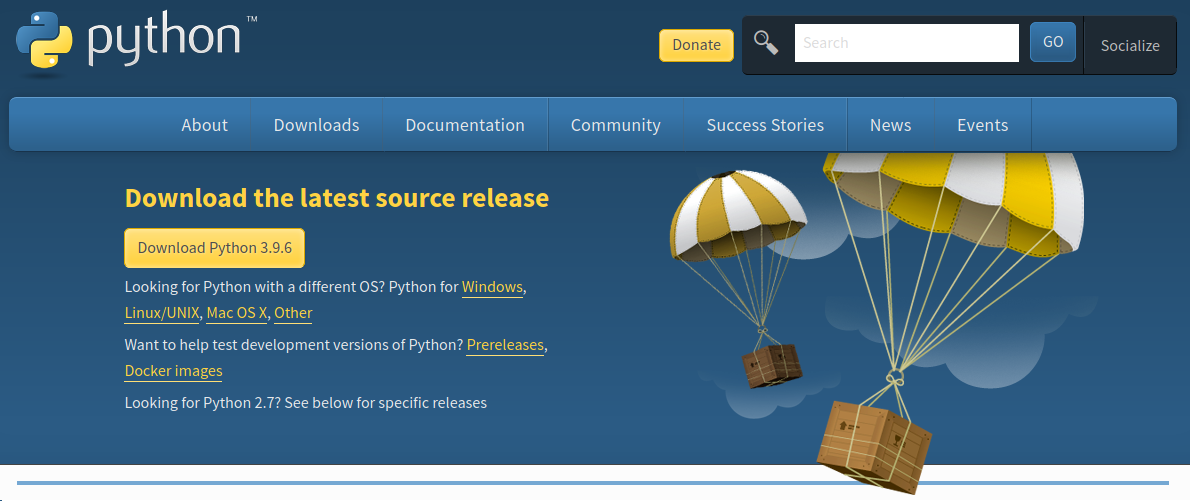 python™
Donate
Search
GO
Socialize
About
Downloads
Documentation
Community
Success Stories
News
Events
Download the latest source release
Download Python 3.9.6
Looking for Python with a different OS? Python for Windows,
Linux/UNIX, Mac OS X, Other
Want to help test development versions of Python? Prereleases,
Docker images
Looking for Python 2.7? See below for specific releases